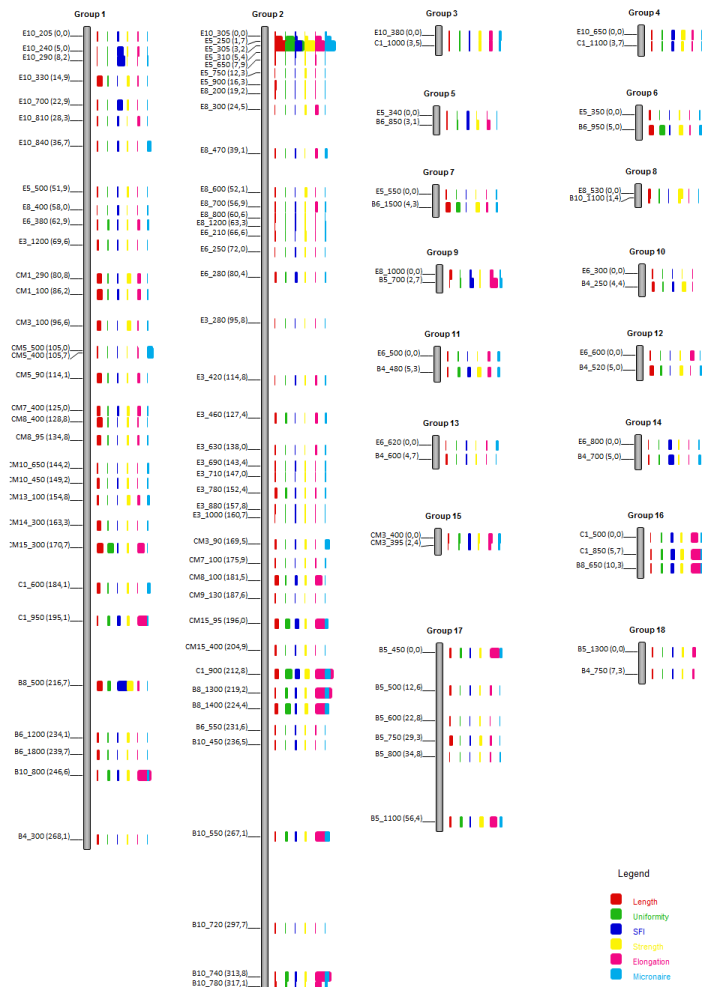 Group 1
E10_205 (0,0)
E10_240 (5,0)
E10_290 (8,2)
E10_330 (14,9)
E10_700 (22,9)
E10_810 (28,3)
E10_840 (36,7)
E5_500 (51,9)
E8_400 (58,0)
E6_380 (62,9)
E3_1200 (69,6)
CM1_290 (80,8)
CM1_100 (86,2)
CM3_100 (96,6)
CM5_500 (105,0)
CM5_400 (105,7)
CM5_90 (114,1)
CM7_400 (125,0)
CM8_400 (128,8)
CM8_95 (134,8)
CM10_650 (144,2)
CM10_450 (149,2)
CM13_100 (154,8)
CM14_300 (163,3)
CM15_300 (170,7)
C1_600 (184,1)
C1_950 (195,1)
B8_500 (216,7)
B6_1200 (234,1)
B6_1800 (239,7)
B10_800 (246,6)
B4_300 (268,1)
Group 2
E10_305 (0,0)
E5_250 (1,7)
E5_305 (3,2)
E5_310 (5,4)
E5_650 (7,9)
E5_750 (12,3)
E5_900 (16,3)
E8_200 (19,2)
E8_300 (24,5)
E8_470 (39,1)
E8_600 (52,1)
E8_700 (56,9)
E8_800 (60,6)
E8_1200 (63,3)
E6_210 (66,6)
E6_250 (72,0)
E6_280 (80,4)
E3_280 (95,8)
E3_420 (114,8)
E3_460 (127,4)
E3_630 (138,0)
E3_690 (143,4)
E3_710 (147,0)
E3_780 (152,4)
E3_880 (157,8)
E3_1000 (160,7)
CM3_90 (169,5)
CM7_100 (175,9)
CM8_100 (181,5)
CM9_130 (187,6)
CM15_95 (196,0)
CM15_400 (204,9)
C1_900 (212,8)
B8_1300 (219,2)
B8_1400 (224,4)
B6_550 (231,6)
B10_450 (236,5)
B10_550 (267,1)
B10_720 (297,7)
B10_740 (313,8)
B10_780 (317,1)
Group 3
E10_380 (0,0)
C1_1000 (3,5)
Group 4
E10_650 (0,0)
C1_1100 (3,7)
Group 5
E5_340 (0,0)
B6_850 (3,1)
Group 6
E5_350 (0,0)
B6_950 (5,0)
Group 7
E5_550 (0,0)
B6_1500 (4,3)
Group 8
E8_530 (0,0)
B10_1100 (1,4)
Group 9
E8_1000 (0,0)
B5_700 (2,7)
Group 10
E6_300 (0,0)
B4_250 (4,4)
Group 11
E6_500 (0,0)
B4_480 (5,3)
Group 12
E6_600 (0,0)
B4_520 (5,0)
Group 13
E6_620 (0,0)
B4_600 (4,7)
Group 14
E6_800 (0,0)
B4_700 (5,0)
Group 15
CM3_400 (0,0)
CM3_395 (2,4)
Group 16
C1_500 (0,0)
C1_850 (5,7)
B8_650 (10,3)
Group 17
B5_450 (0,0)
B5_500 (12,6)
B5_600 (22,8)
B5_750 (29,3)
B5_800 (34,8)
B5_1100 (56,4)
Group 18
B5_1300 (0,0)
B4_750 (7,3)
Legend
Length
Uniformity
SFI
Strength
Elongation
Micronaire